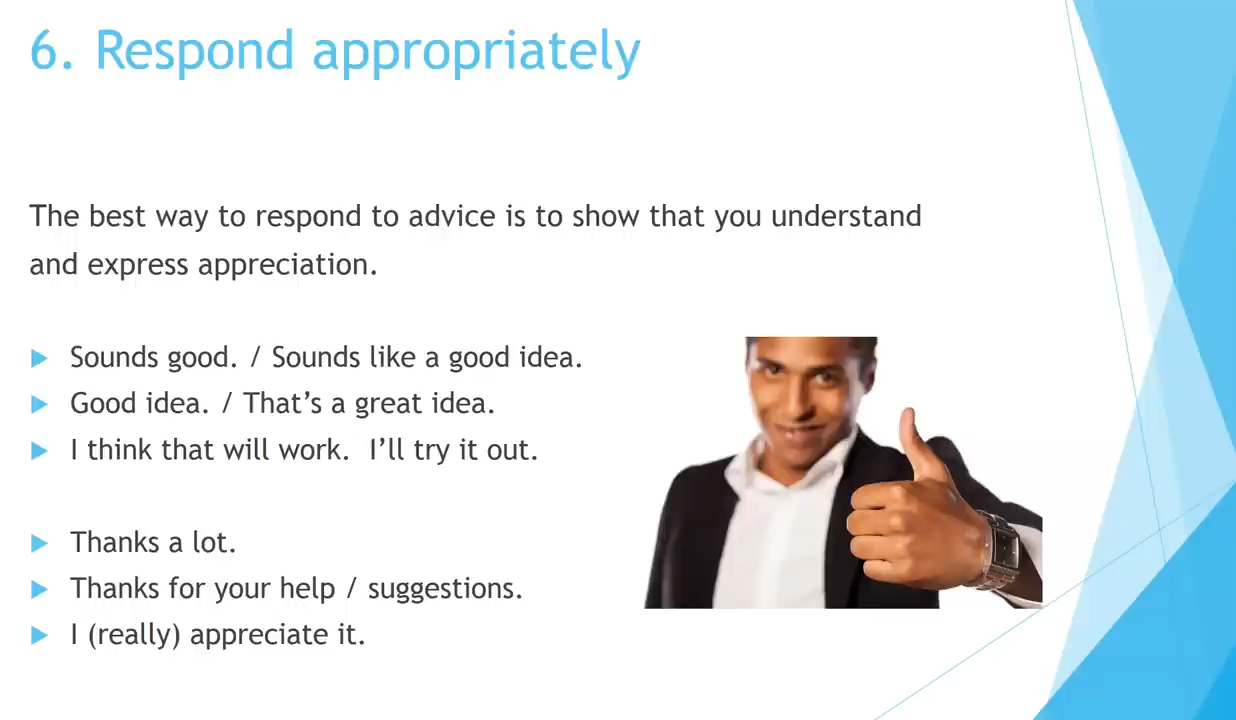 6. Respond appropriately
The best way to respond to advice is to show that you understand
and express appreciation.
Sounds good. / Sounds like a good idea.
Good idea. / That’s a great idea.
I think that will work.  I’ll try it out.
Thanks a lot.
Thanks for your help / suggestions.
I (really) appreciate it.